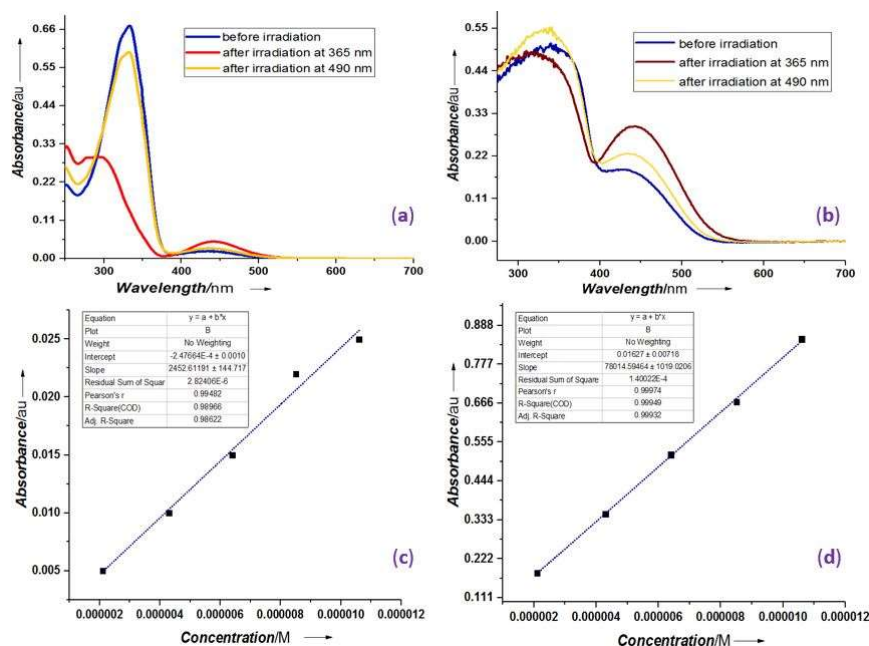 before irradiation
after irradiation at 365 nm
after irradiation at 490 nm
0.66
0.55
0.44
0.33
0.22
0.11
0.00
Absorbance/au
300
400
500
600
700
Wavelength/nm
(a)
before irradiation
after irradiation at 365 nm
after irradiation at 490 nm
0.55
0.44
0.33
0.22
0.11
0.00
Absorbance/au
300
400
500
600
700
Wavelength/nm
(b)
Equation y = a + b*x
Plot B
Weight No Weighting
Intercept -2.47664E-4 ± 0.0010
Slope 2452.61191 ± 144.717
Residual Sum of Squar 2.82406E-6
Pearson's r 0.99482
R-Square(COD) 0.98966
Adj. R-Square 0.98622
0.025
0.020
0.015
0.010
0.005
Absorbance/au
0.000002
0.000004
0.000006
0.000008
0.000010
0.000012
Concentration/M
(c)
Equation y = a + b*x
Plot B
Weight No Weighting
Intercept 0.01627 ± 0.00718
Slope 78014.59464 ± 1019.0206
Residual Sum of Square 1.40022E-4
Pearson's r 0.99974
R-Square(COD) 0.99949
Adj. R-Square 0.99932
0.888
0.777
0.666
0.555
0.444
0.333
0.222
0.111
Absorbance/au
0.000002
0.000004
0.000006
0.000008
0.000010
0.000012
Concentration/M
(d)